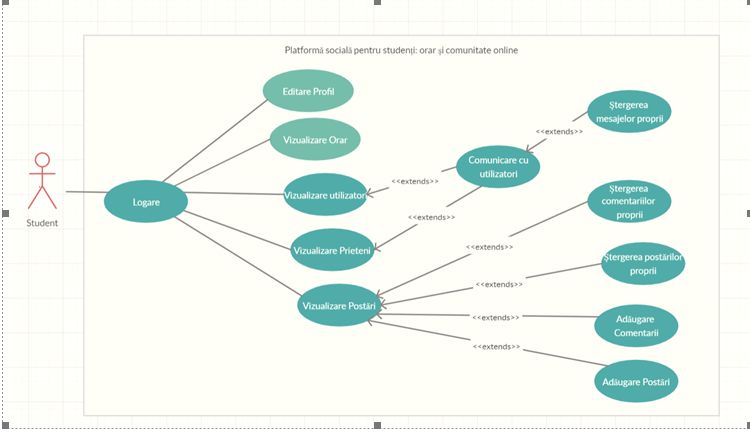 Platformă socială pentru studenți: orar și comunitate online
Editare Profil
Ștergerea
mesajelor proprii
<<extends>>
Vizualizare Orar
Comunicare cu
utilizatori
<<extends>>
Vizualizare utilizatori
Logare
Student
Ștergerea
comentariilor
proprii
<<extends>>
Vizualizare Prieteni
<<extends>>
Ștergerea postărilor
proprii
<<extends>>
Vizualizare Postări
<<extends>>
Adăugare
Comentarii
<<extends>>
Adăugare Postări